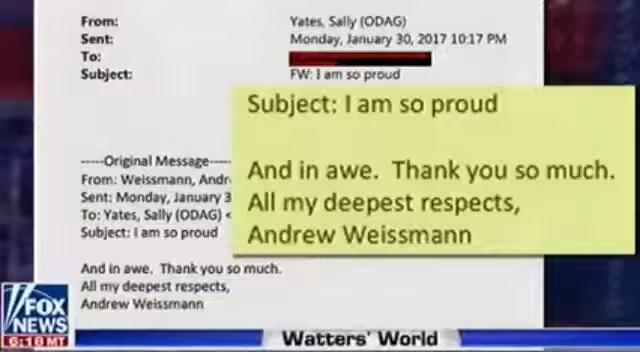 From: Yates, Sally (ODAG)
Sent: Monday, January 30, 2017 10:17 PM
To:
Subject: FW: I am so proud
Subject: I am so proud
And in awe. Thank you so much.
All my deepest respects,
Andrew Weissmann
-----Original Message-----
From: Weissmann, Andr
Sent: Monday, January 3
To: Yates, Sally (ODAG) <
Subject: I am so proud
And in awe. Thank you so much.
All my deepest respects,
Andrew Weissmann
FOX
NEWS
6:18 MT
Watters' World